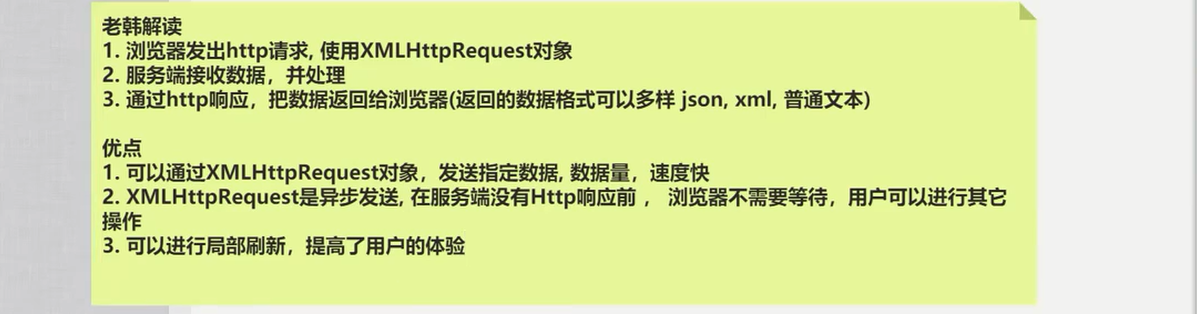 老韩解读
1. 浏览器发出http请求, 使用XMLHttpRequest对象
2. 服务端接收数据，并处理
3. 通过http响应，把数据返回给浏览器(返回的数据格式可以多样 json, xml, 普通文本)
优点
1. 可以通过XMLHttpRequest对象，发送指定数据, 数据量，速度快
2. XMLHttpRequest是异步发送, 在服务端没有Http响应前 ， 浏览器不需要等待，用户可以进行其它
操作
3. 可以进行局部刷新，提高了用户的体验